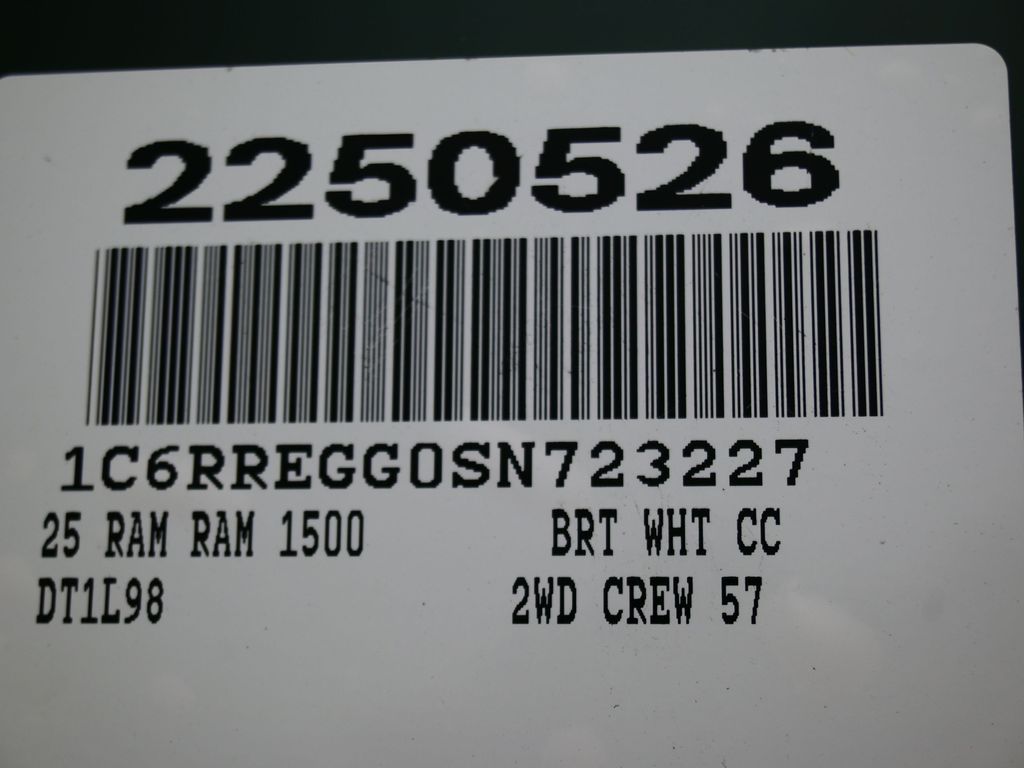 2250526
1C6RREGG0SN723227
25 RAM RAM 1500 BRT WHT CC
DT1L98 2WD CREW 57